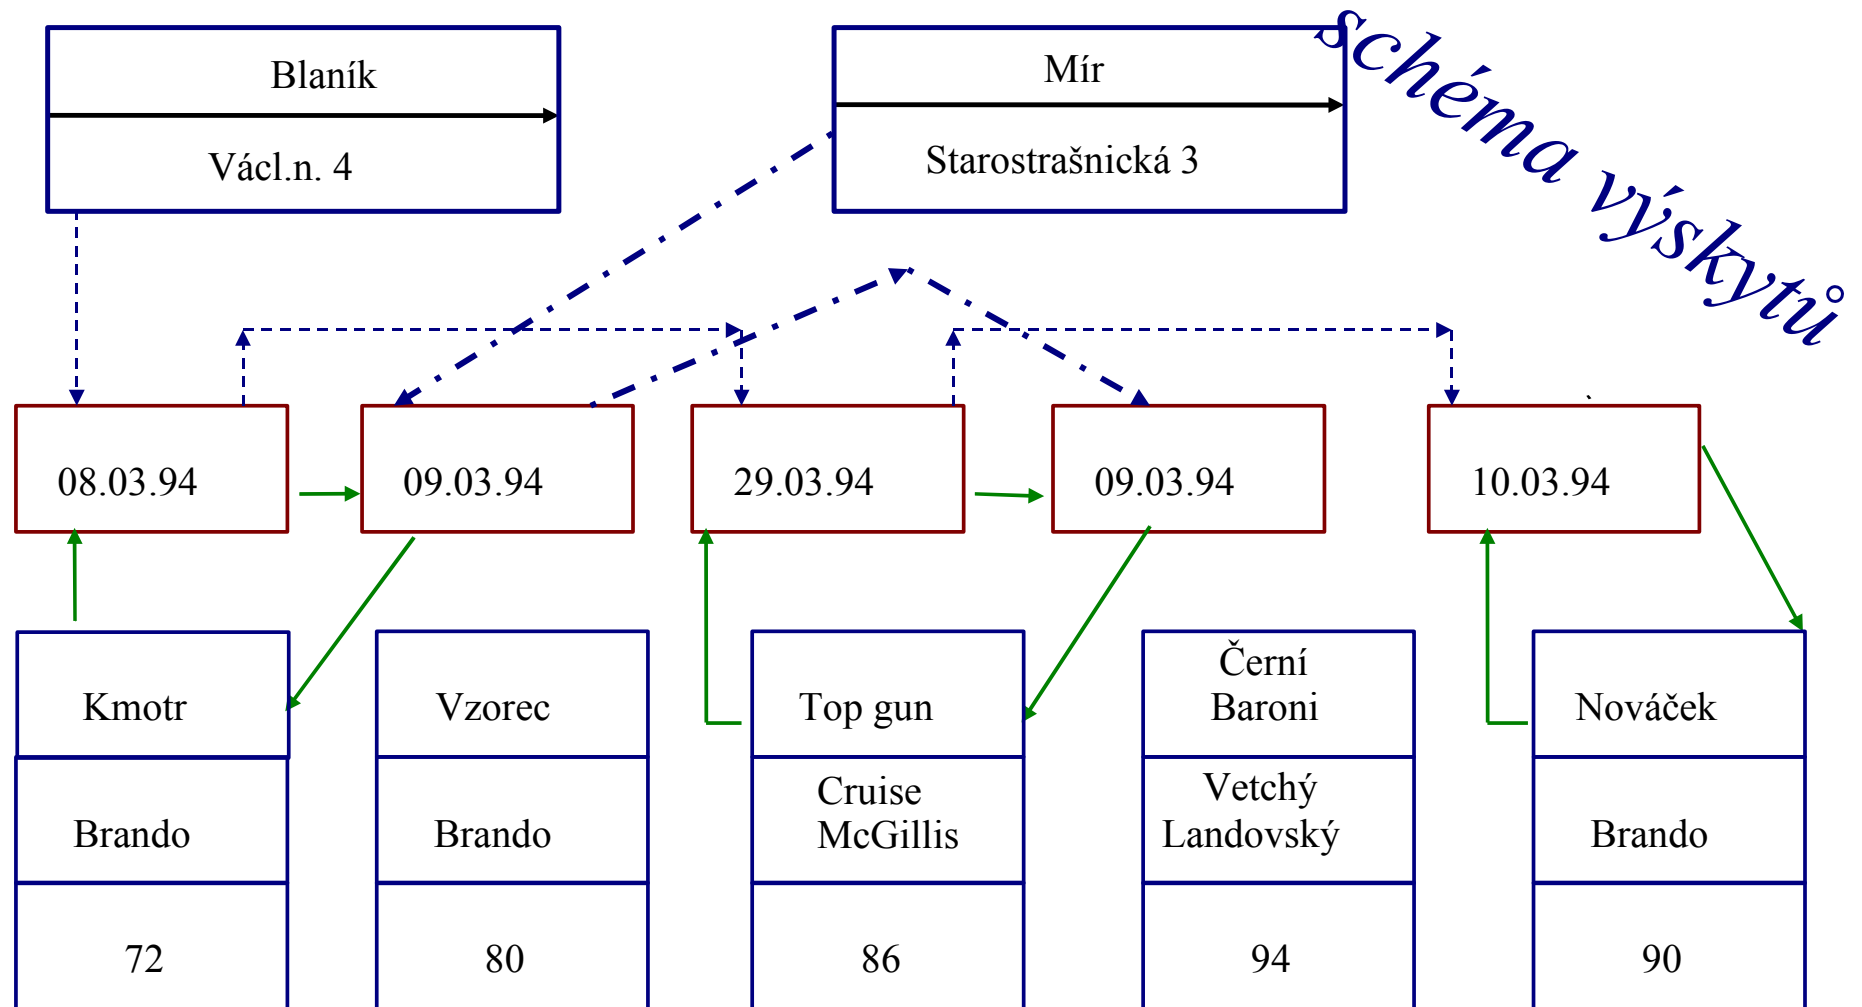 schéma výskytů
Blaník
Mír
Václ.n. 4
Starostrašnická 3
08.03.94
09.03.94
29.03.94
09.03.94
10.03.94
Kmotr
Vzorec
Top gun
Černí
Baroni
Nováček
Brando
Brando
Cruise
McGillis
Vetchý
Landovský
Brando
72
80
86
94
90